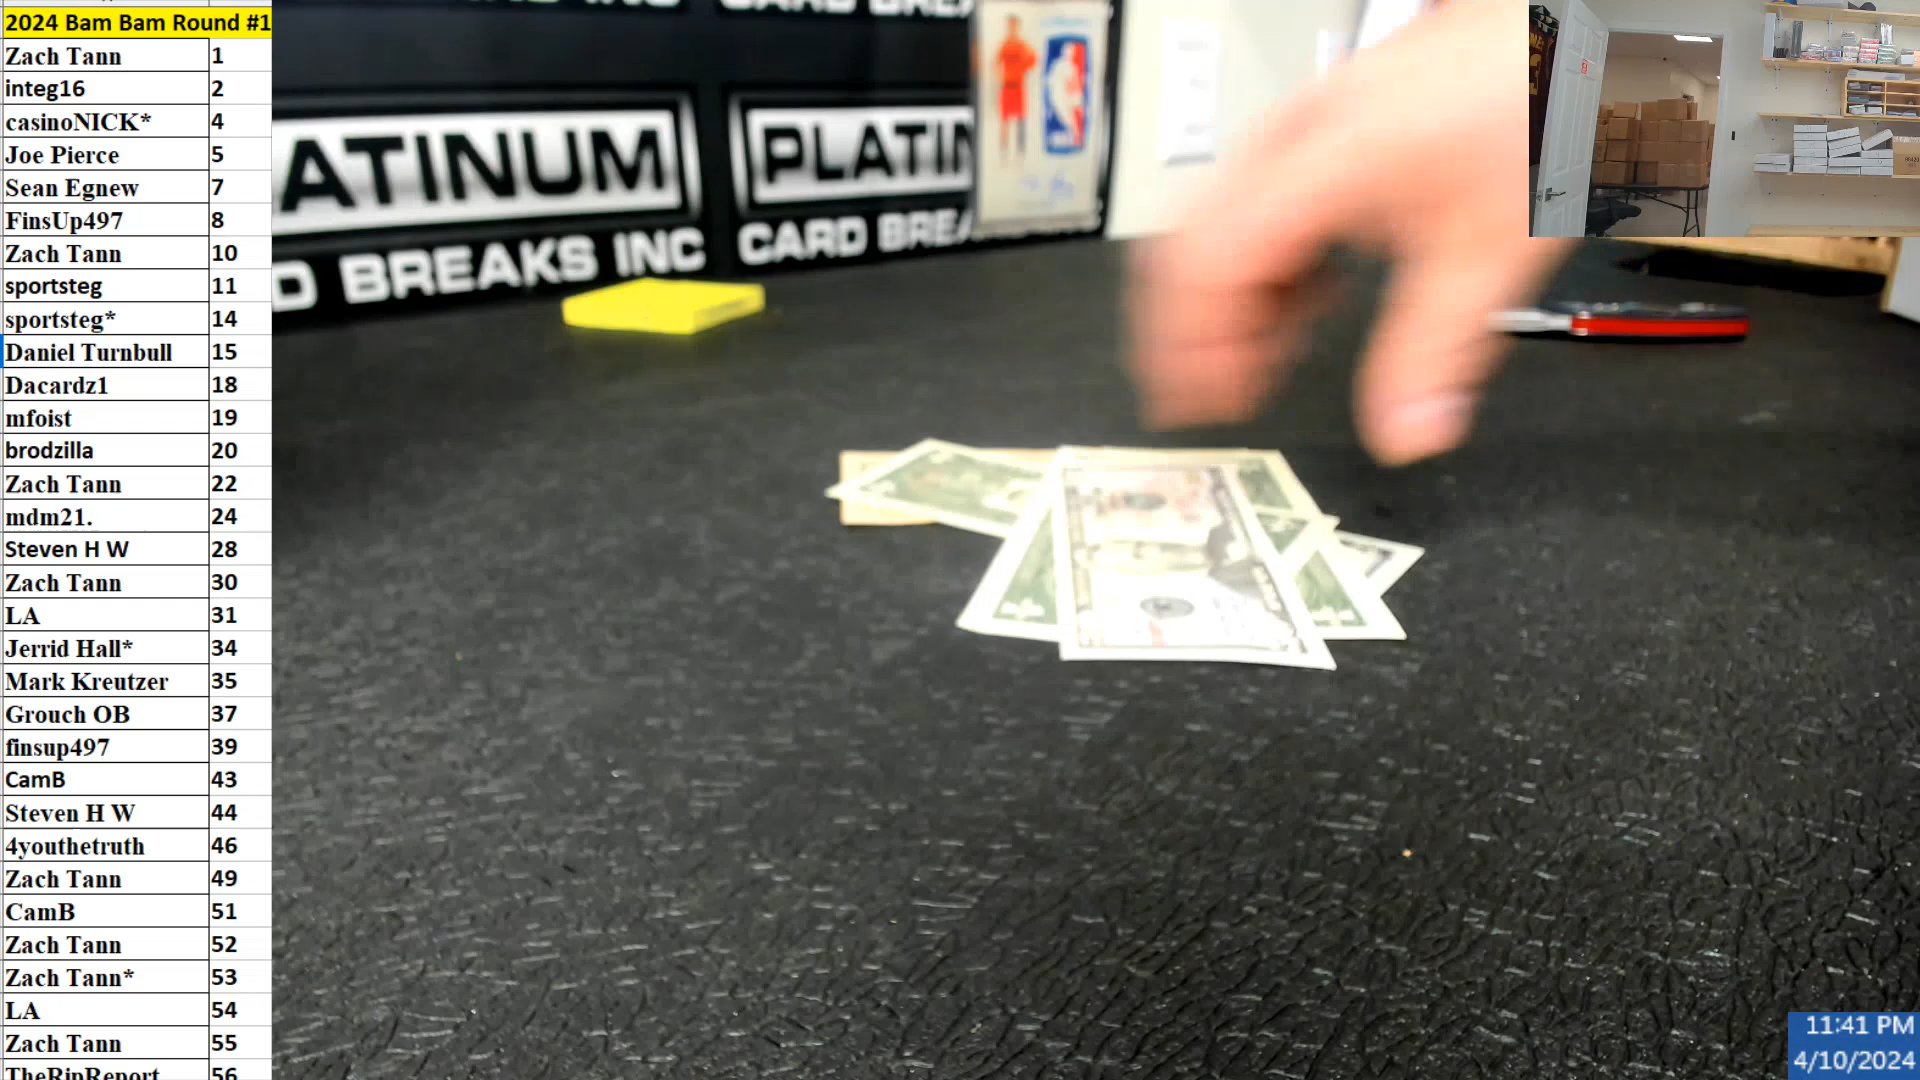 2024 Bam Bam Round #1
Zach Tann 1
integ16 2
casinoNICK* 4
Joe Pierce 5
Sean Egnew 7
FinsUp497 8
Zach Tann 10
sportsteg 11
sportsteg* 14
Daniel Turnbull 15
Dacardz1 18
mfoist 19
brodzilla 20
Zach Tann 22
mdm21. 24
Steven H W 28
Zach Tann 30
LA 31
Jerrid Hall* 34
Mark Kreutzer 35
Grouch OB 37
finsup497 39
CamB 43
Steven H W 44
4youthetruth 46
Zach Tann 49
CamB 51
Zach Tann 52
Zach Tann* 53
LA 54
Zach Tann 55
TheRipReport 56
ATINUM
D BREAKS INC
PLATIN
CARD BREA
11:41 PM
4/10/2024